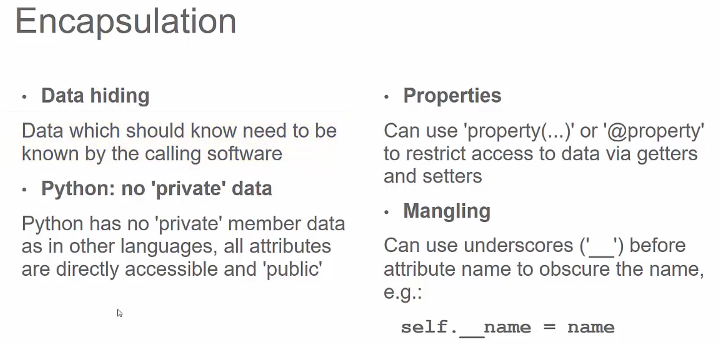 Encapsulation
• Data hiding
Data which should know need to be
known by the calling software
• Python: no 'private' data
Python has no 'private' member data
as in other languages, all attributes
are directly accessible and 'public'
• Properties
Can use 'property(...)' or '@property'
to restrict access to data via getters
and setters
• Mangling
Can use underscores ('__') before
attribute name to obscure the name,
e.g.:
self.__name = name